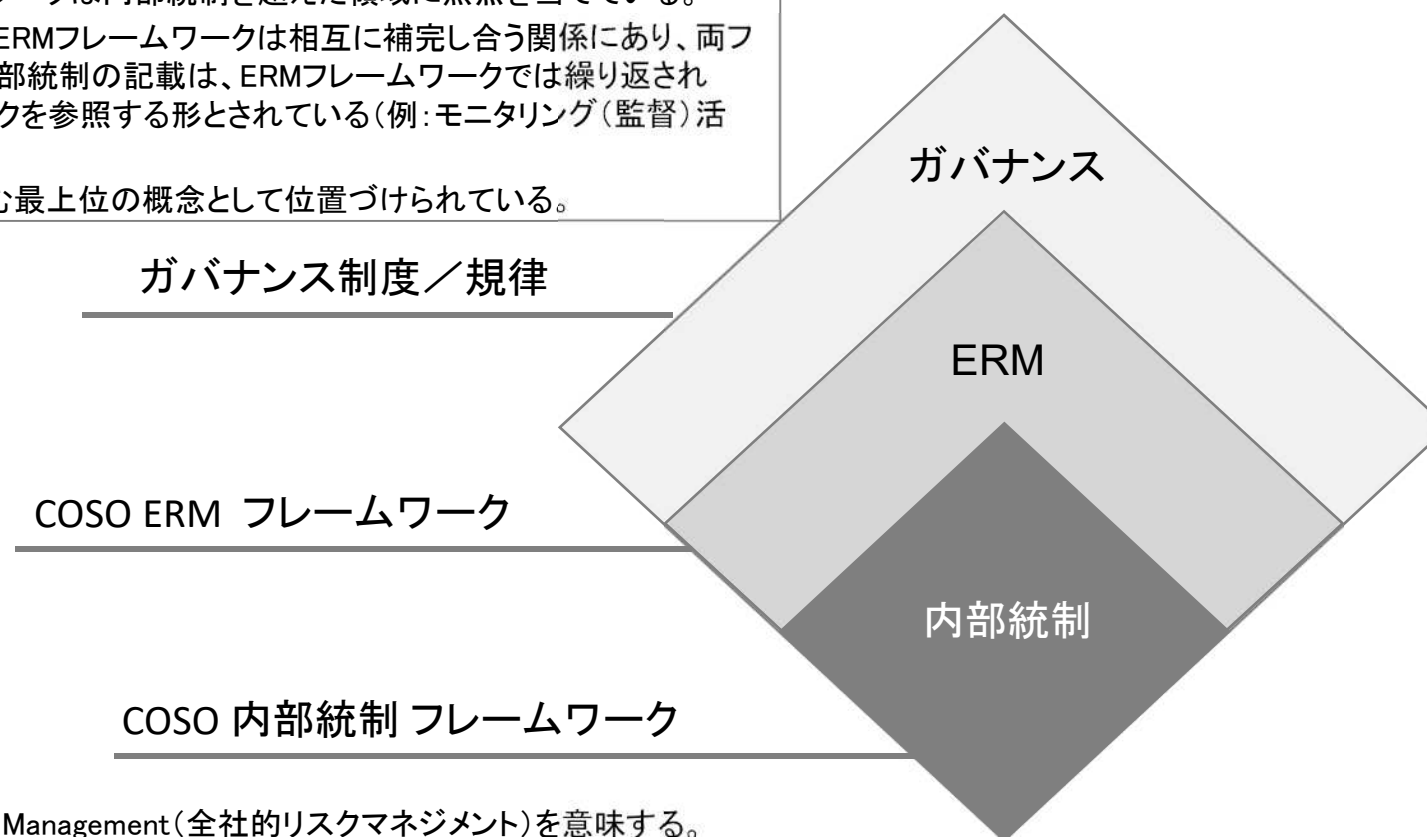 ERMフレームワークは相互に補完し合う関係にあり、両フ
部統制の記載は、ERMフレームワークでは繰り返され
クを参照する形とされている(例:モニタリング(監督)活
む最上位の概念として位置づけられている。
ガバナンス
ガバナンス制度／規律
ERM
COSO ERM フレームワーク
内部統制
COSO 内部統制 フレームワーク
Management(全社的リスクマネジメント)を意味する。